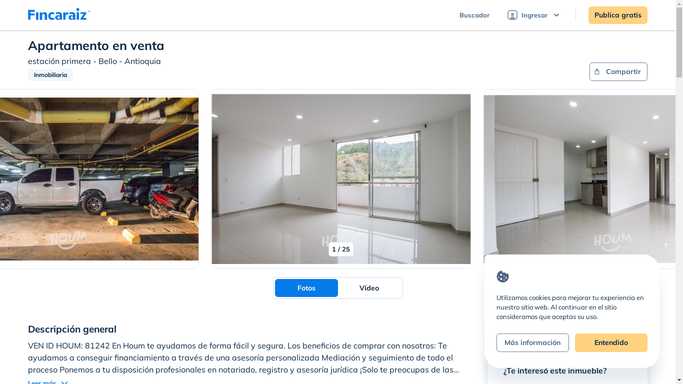 Fincaraiz
Buscador
Ingresar
Publica gratis
Apartamento en venta
estación primera - Bello - Antioquia
Inmobiliaria
Compartir
HOUM
HOUM
HOUM
1 / 25
Fotos
Video
Descripción general
VEN ID HOUM: 81242 En Houm te ayudamos de forma fácil y segura. Los beneficios de comprar con nosotros: Te
ayudamos a conseguir financiamiento a través de una asesoría personalizada Mediación y seguimiento de todo el
proceso Ponemos a tu disposición profesionales en notariado, registro y asesoría jurídica ¡Solo te preocupas de las...
Leer más
Utilizamos cookies para mejorar tu experiencia en
nuestro sitio web. Al continuar en el sitio
consideramos que aceptas su uso.
Más información
Entendido
¿Te interesó este inmueble?